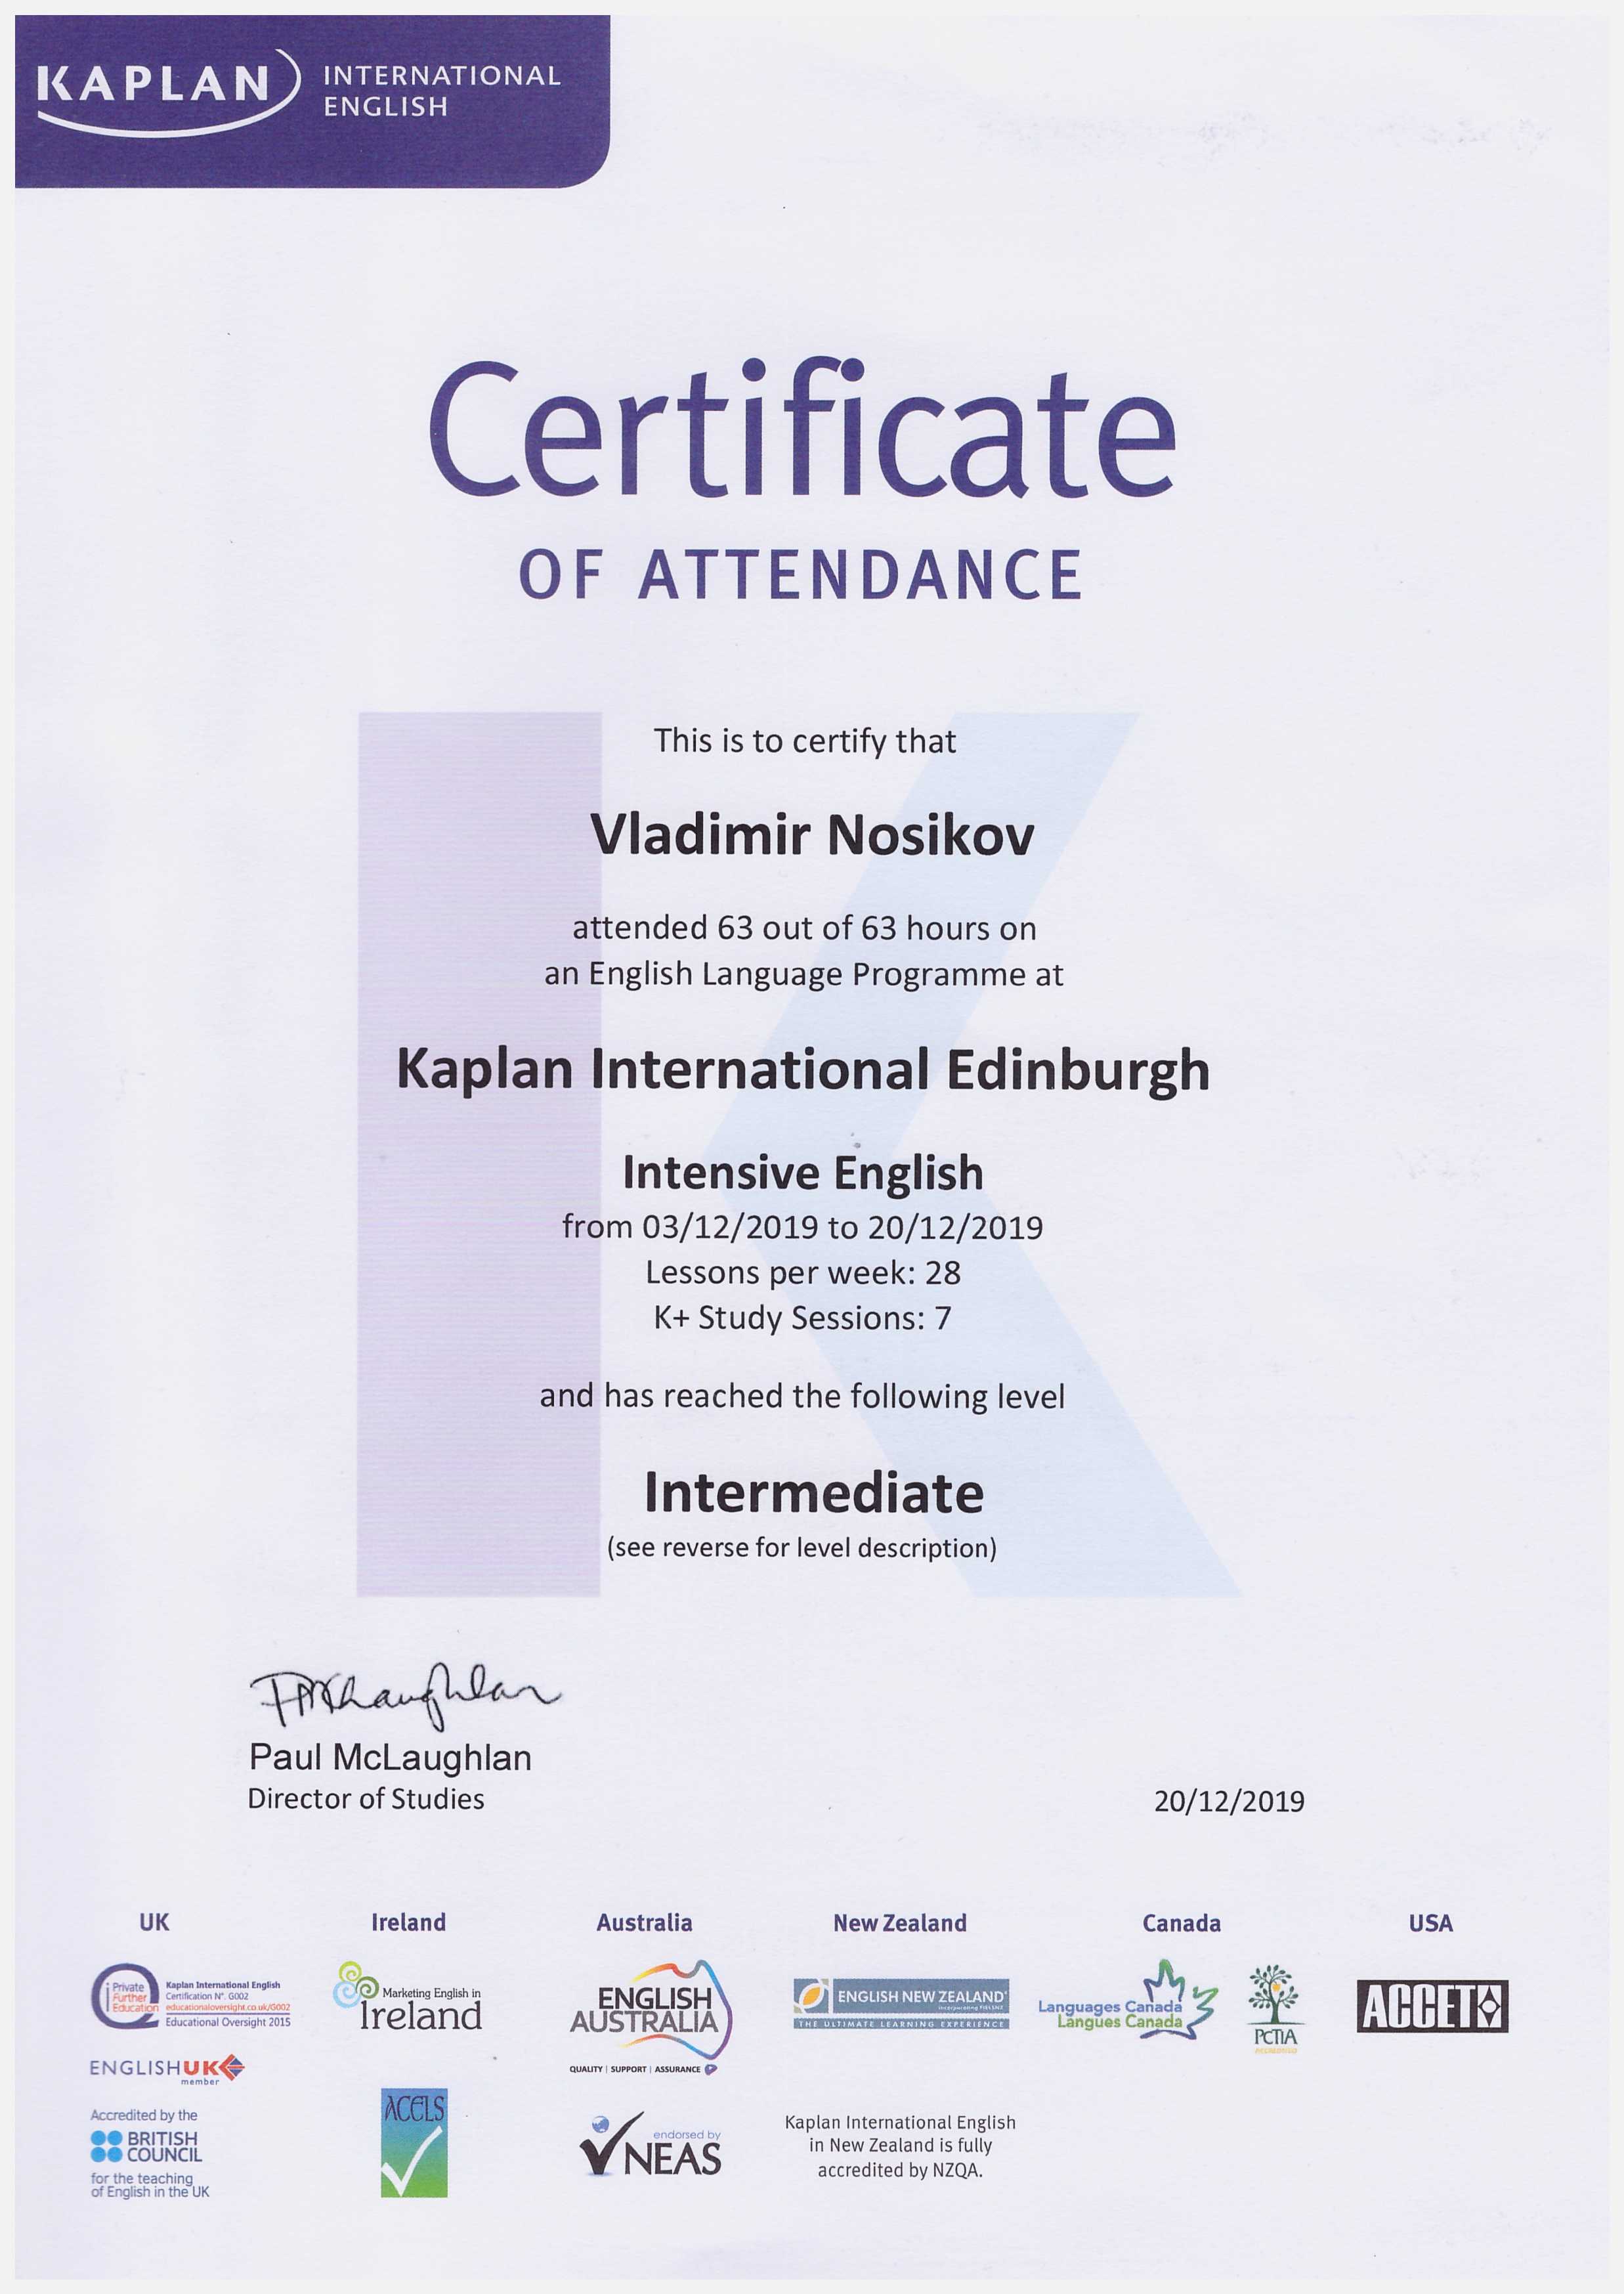 KAPLAN INTERNATIONAL
ENGLISH
Certificate
OF ATTENDANCE
This is to certify that
Vladimir Nosikov
attended 63 out of 63 hours on
an English Language Programme at
Kaplan International Edinburgh
Intensive English
from 03/12/2019 to 20/12/2019
Lessons per week: 28
K+ Study Sessions: 7
and has reached the following level
Intermediate
(see reverse for level description)
Paul McLaughlan
Director of Studies
20/12/2019
UK
Private
Further
Education
Kaplan International English
Certification N°. G002
educationaloversight.co.uk/G002
Educational Oversight 2015
ENGLISHUK
member
Accredited by the
BRITISH
COUNCIL
for the teaching
of English in the UK
Ireland
Marketing English in
Ireland
ACELS
Australia
ENGLISH
AUSTRALIA
QUALITY | SUPPORT | ASSURANCE
endorsed by
NEAS
New Zealand
ENGLISH NEW ZEALAND
Incorporating FIELSNZ
THE ULTIMATE LEARNING EXPERIENCE
Kaplan International English
in New Zealand is fully
accredited by NZQA.
Canada
Languages Canada
Langues Canada
PCTIA
ACCREDITED
USA
ACCET